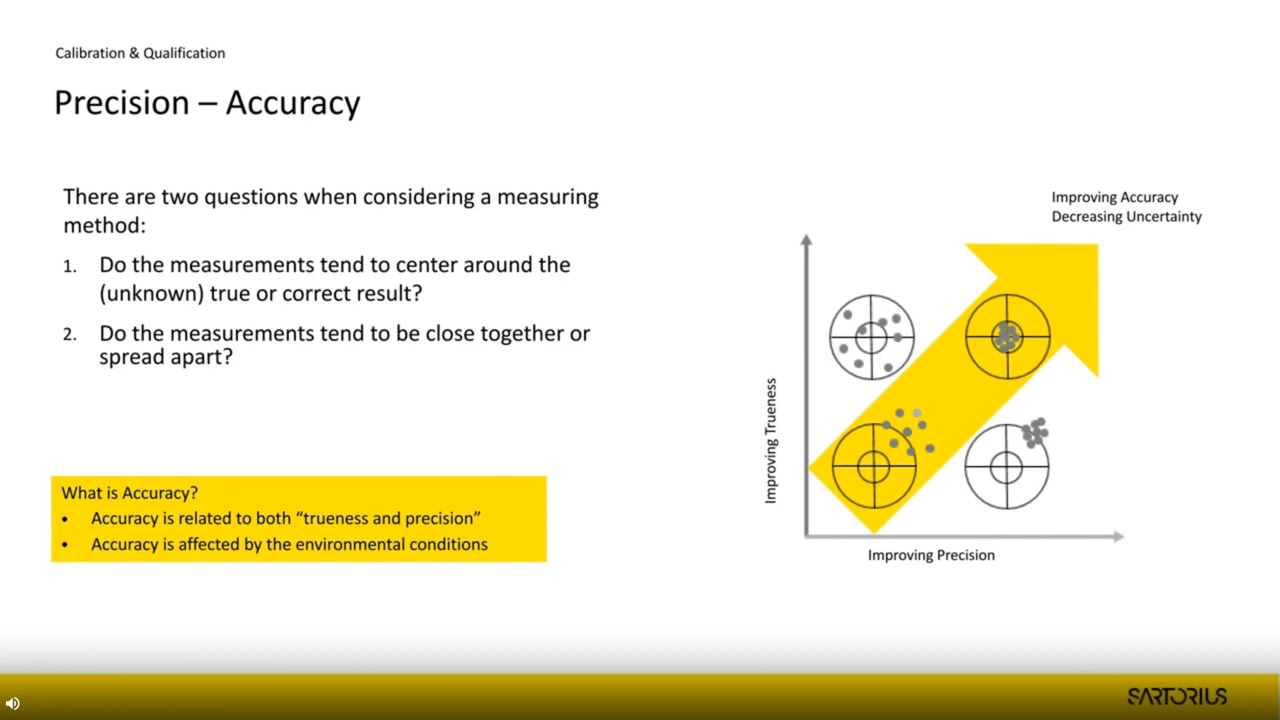 Calibration & Qualification
Precision – Accuracy
There are two questions when considering a measuring
method:
1. Do the measurements tend to center around the
(unknown) true or correct result?
2. Do the measurements tend to be close together or
spread apart?
What is Accuracy?
• Accuracy is related to both “trueness and precision”
• Accuracy is affected by the environmental conditions
Improving Accuracy
Decreasing Uncertainty
Improving Trueness
Improving Precision
SARTORIUS